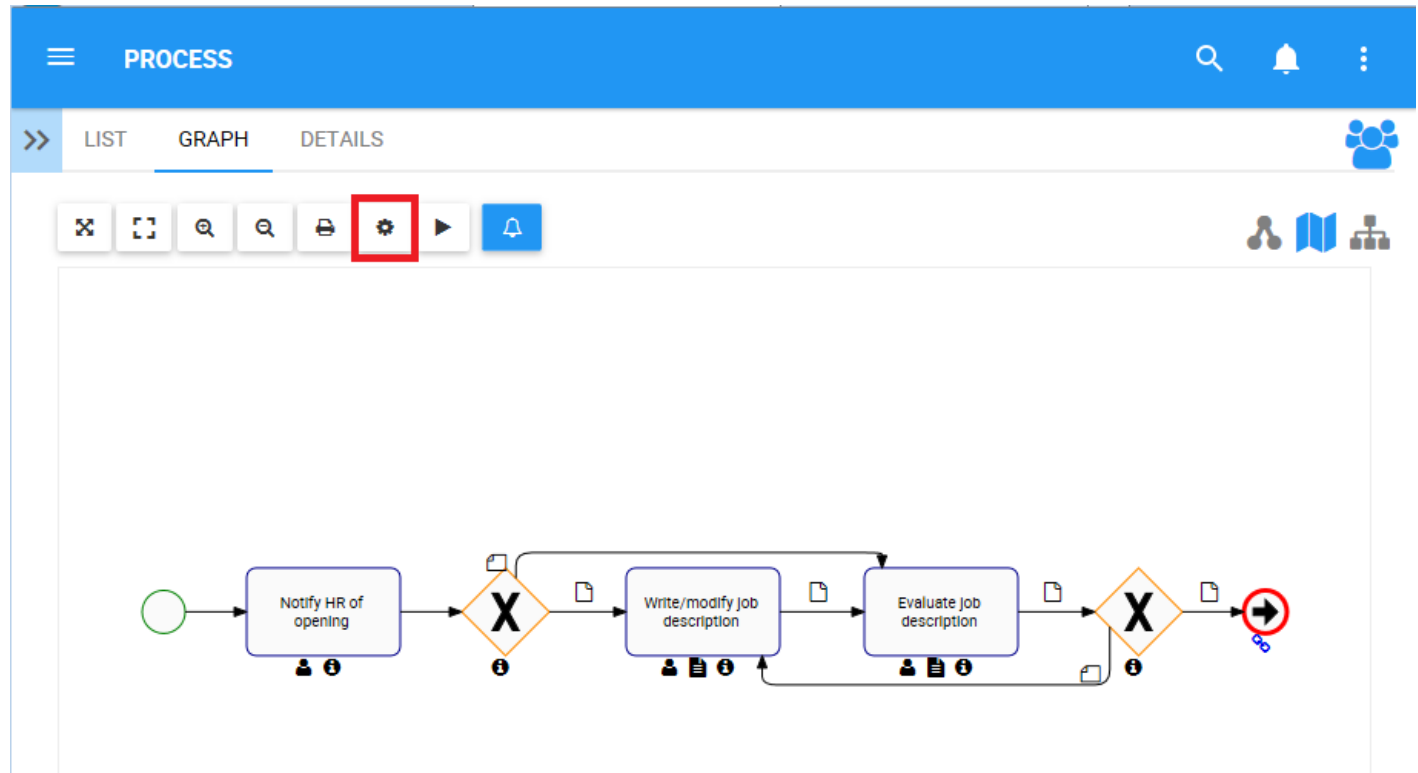 PROCESS
LIST GRAPH DETAILS
Notify HR of
opening
X
Write/modify job
description
Evaluate job
description
X